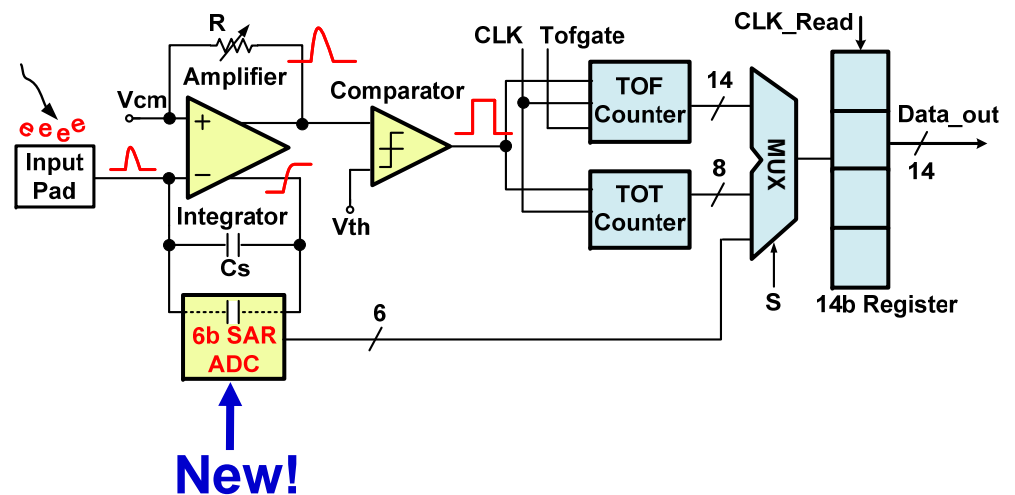 R
Amplifier
Vcm
+
−
eeee
Input
Pad
Integrator
Cs
6b SAR
ADC
New!
Comparator
Vth
CLK
Tofgate
TOF
Counter
14
TOT
Counter
8
6
MUX
S
CLK_Read
Data_out
14
14b Register